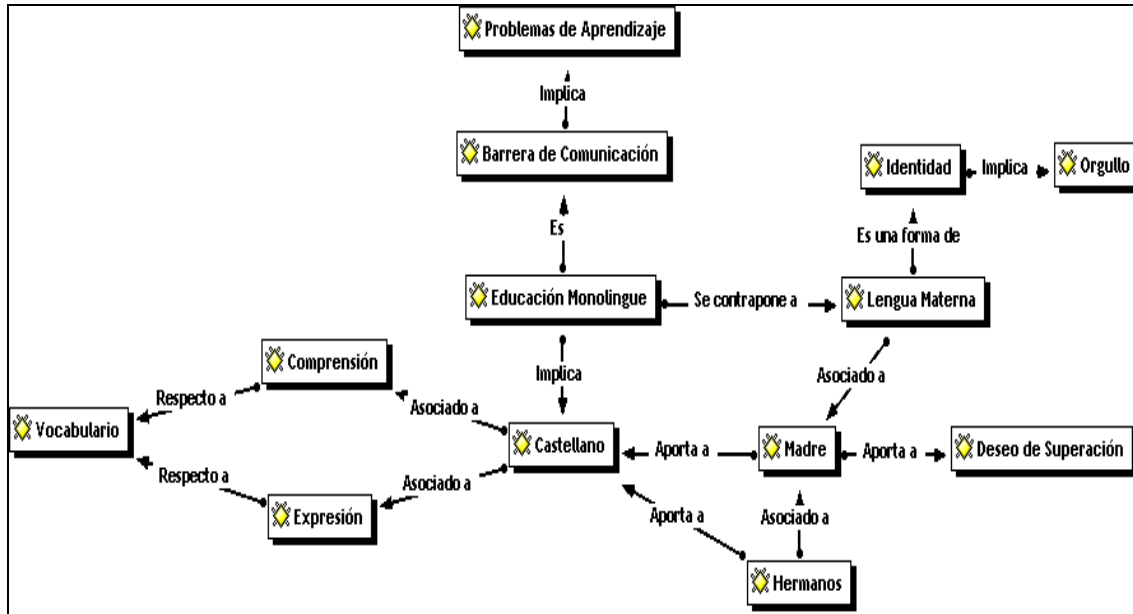 Problemas de Aprendizaje
Implica
Barrera de Comunicación
Identidad
Implica
Orgullo
Es
Es una forma de
Educación Monolingue
Se contrapone a
Lengua Materna
Comprensión
Implica
Asociado a
Respecto a
Asociado a
Vocabulario
Castellano
Aporta a
Madre
Aporta a
Deseo de Superación
Respecto a
Asociado a
Expresión
Aporta a
Asociado a
Hermanos